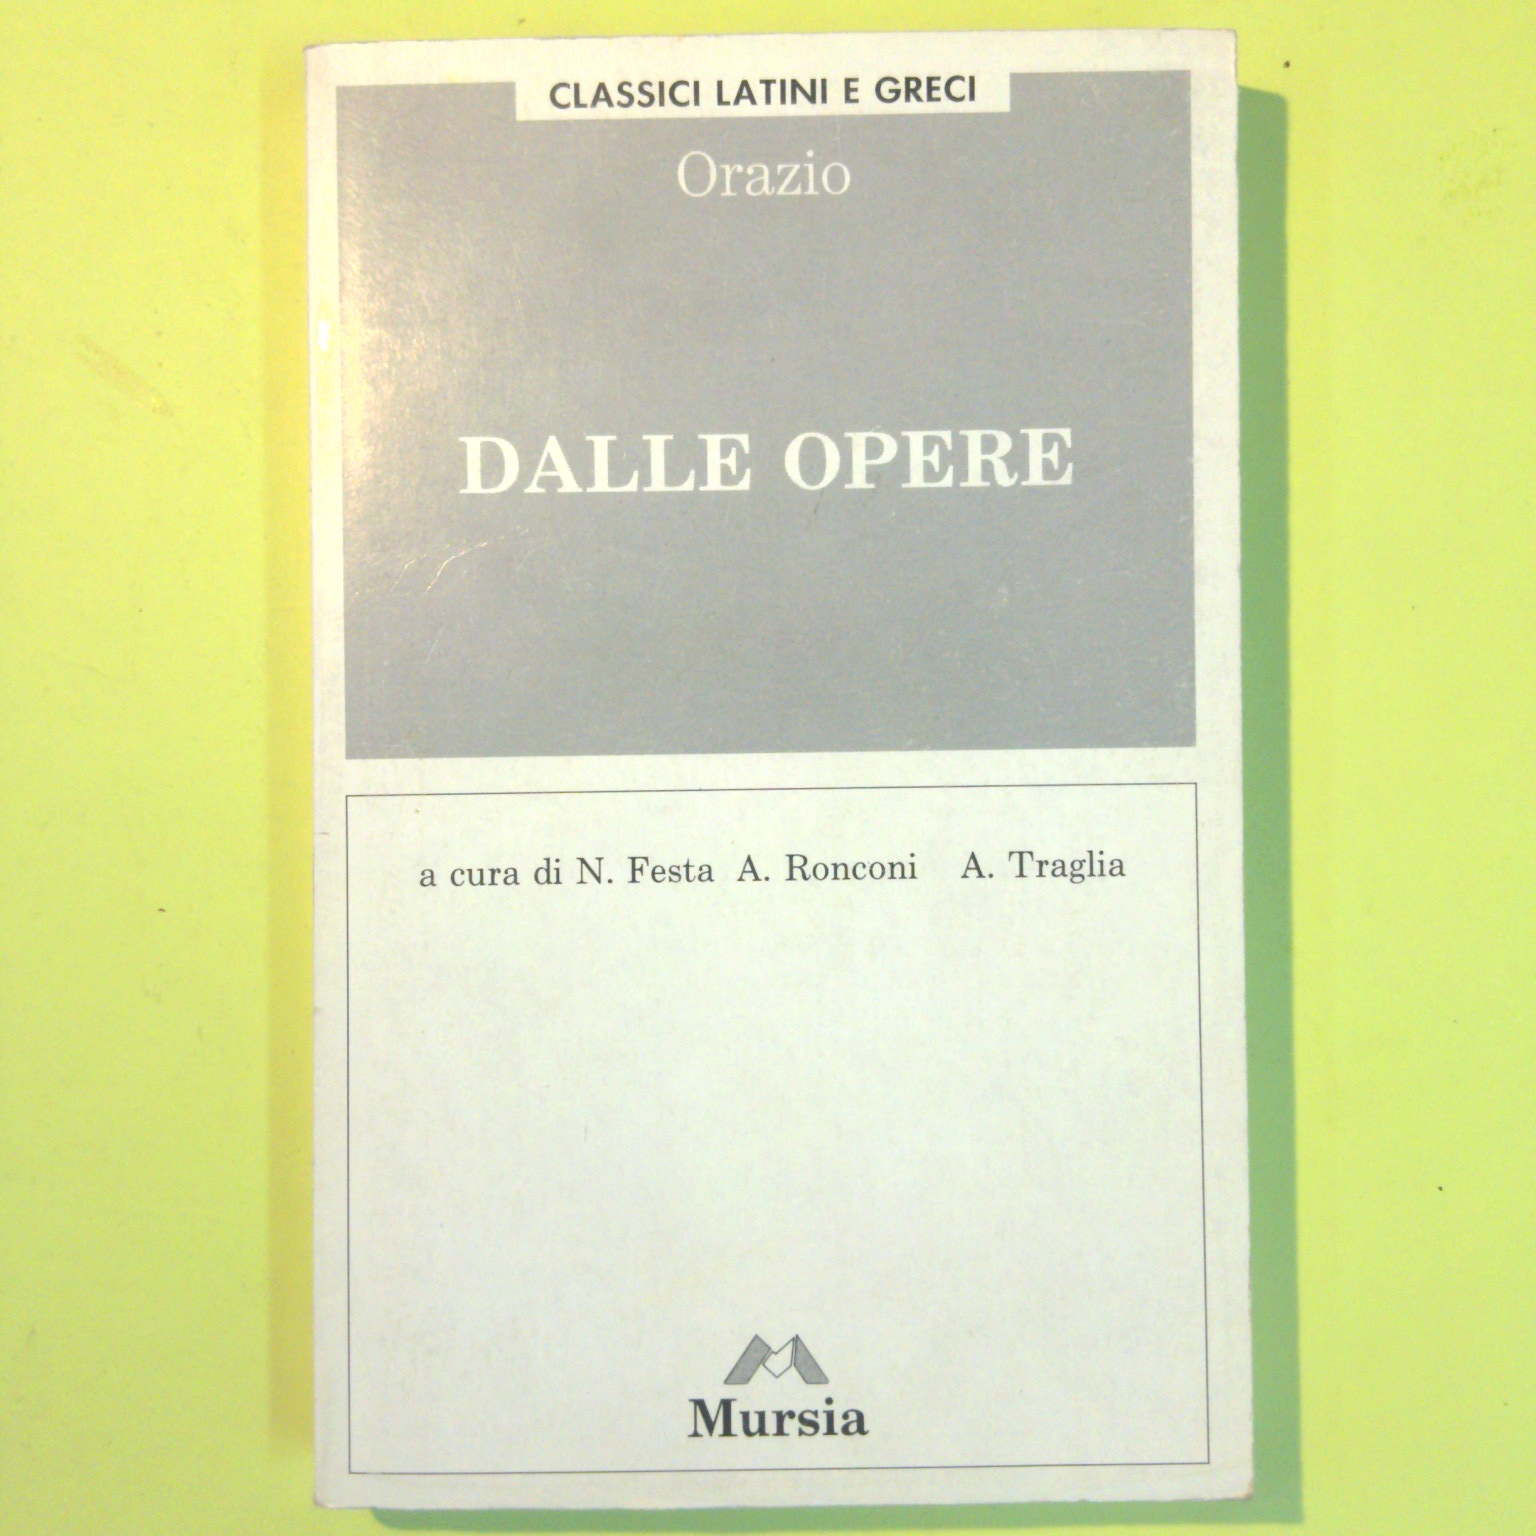 CLASSICI LATINI E GRECI
Orazio
DALLE OPERE
a cura di N. Festa A. Ronconi A. Traglia
Mursia